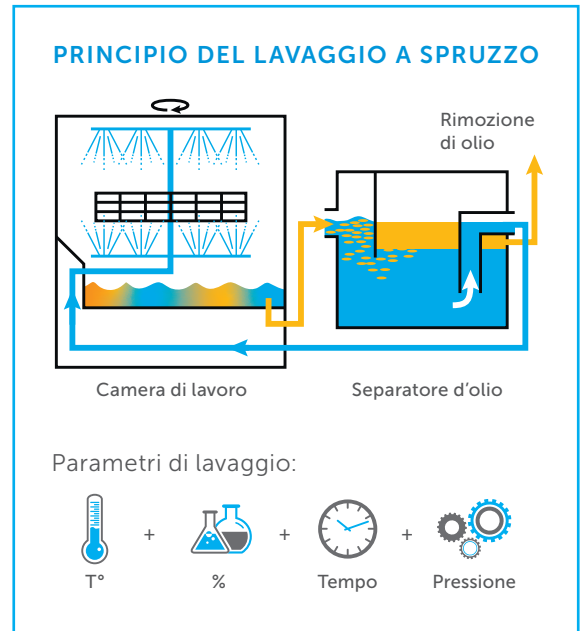 PRINCIPIO DEL LAVAGGIO A SPRUZZO
Rimozione
di olio
Camera di lavoro
Separatore d'olio
Parametri di lavaggio:
+ + +
T° % Tempo Pressione